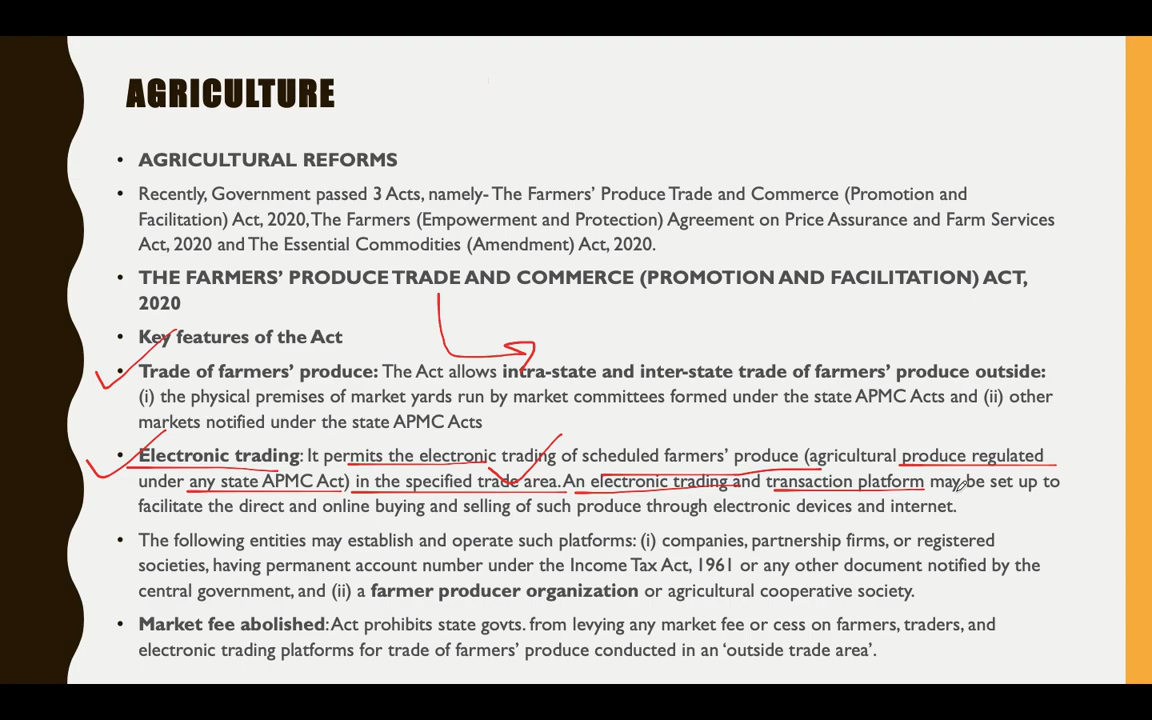 AGRICULTURE
• AGRICULTURAL REFORMS
• Recently, Government passed 3 Acts, namely- The Farmers’ Produce Trade and Commerce (Promotion and
Facilitation) Act, 2020, The Farmers (Empowerment and Protection) Agreement on Price Assurance and Farm Services
Act, 2020 and The Essential Commodities (Amendment) Act, 2020.
• THE FARMERS’ PRODUCE TRADE AND COMMERCE (PROMOTION AND FACILITATION) ACT,
2020
• Key features of the Act
• Trade of farmers’ produce: The Act allows intra-state and inter-state trade of farmers’ produce outside:
(i) the physical premises of market yards run by market committees formed under the state APMC Acts and (ii) other
markets notified under the state APMC Acts
• Electronic trading: It permits the electronic trading of scheduled farmers’ produce (agricultural produce regulated
under any state APMC Act) in the specified trade area. An electronic trading and transaction platform may be set up to
facilitate the direct and online buying and selling of such produce through electronic devices and internet.
• The following entities may establish and operate such platforms: (i) companies, partnership firms, or registered
societies, having permanent account number under the Income Tax Act, 1961 or any other document notified by the
central government, and (ii) a farmer producer organization or agricultural cooperative society.
• Market fee abolished: Act prohibits state govts. from levying any market fee or cess on farmers, traders, and
electronic trading platforms for trade of farmers’ produce conducted in an ‘outside trade area’.